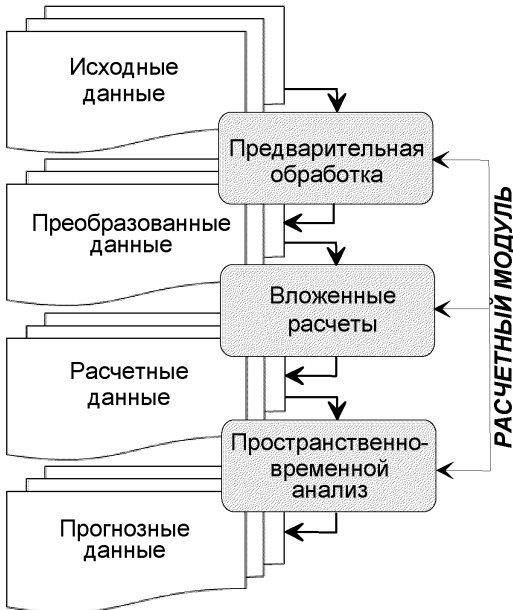 Исходные
данные
Предварительная
обработка
Преобразованные
данные
Вложенные
расчеты
Расчетные
данные
Пространственно-
временной
анализ
Прогнозные
данные
РАСЧЕТНЫЙ МОДУЛЬ